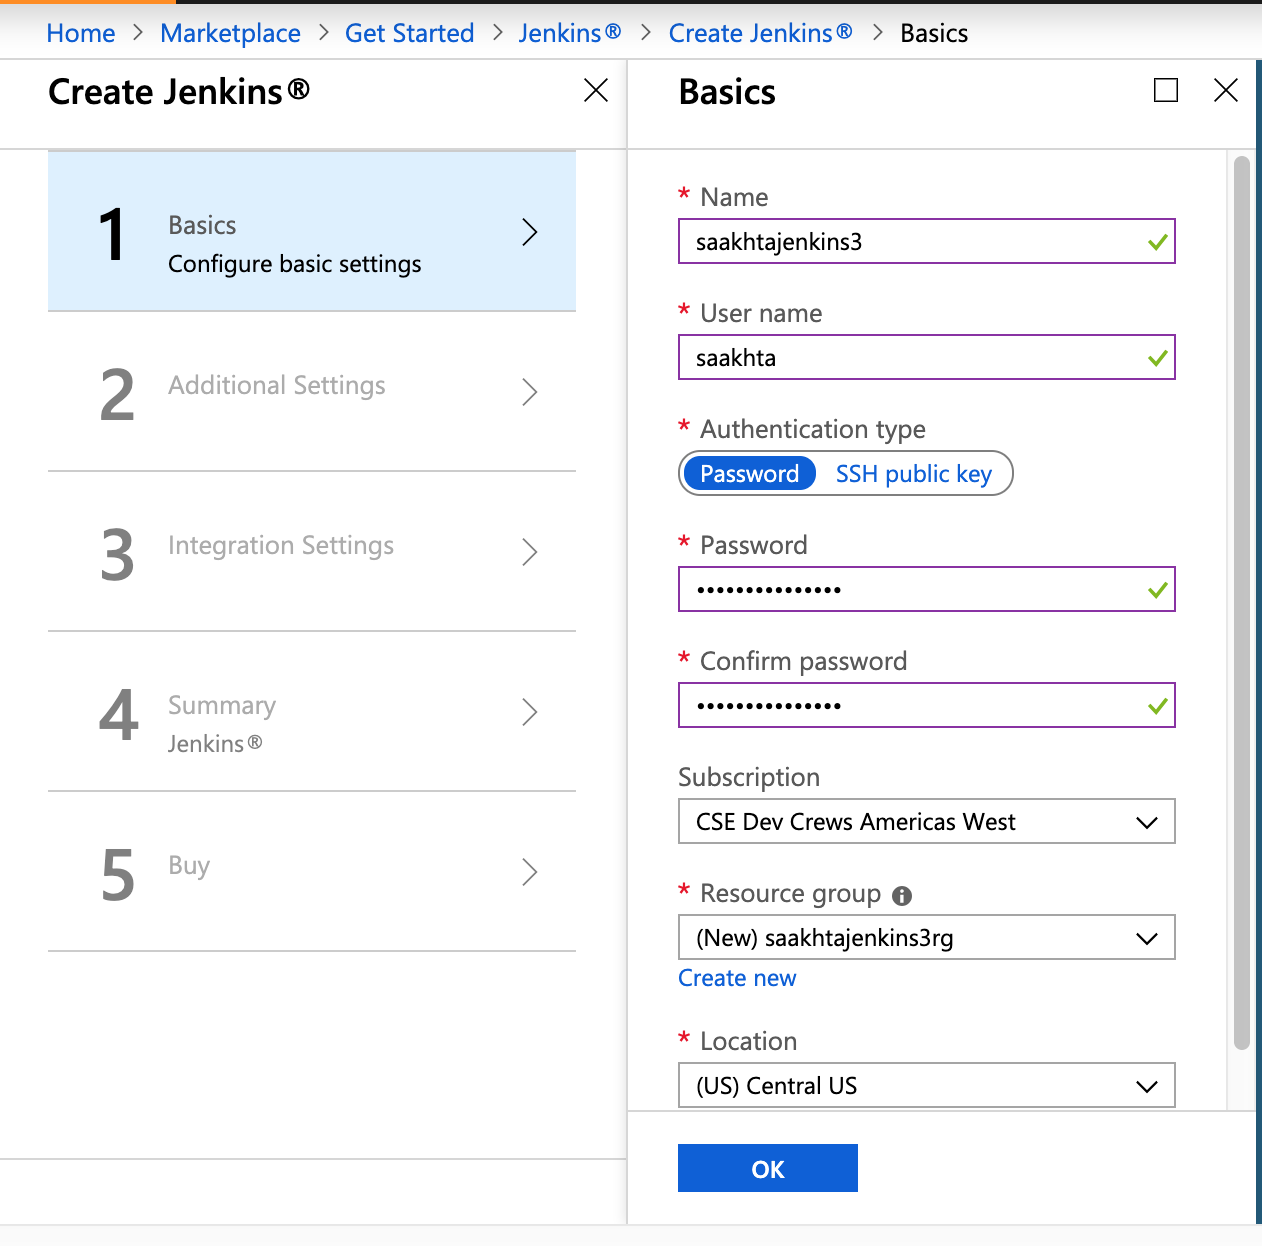 Home > Marketplace > Get Started > Jenkins® > Create Jenkins® > Basics
Create Jenkins®
1
Basics
Configure basic settings
2
Additional Settings
3
Integration Settings
4
Summary
Jenkins®
5
Buy
Basics
* Name
saakhtajenkins3
* User name
saakhta
* Authentication type
Password SSH public key
* Password
•••••••••••••••
* Confirm password
•••••••••••••••
Subscription
CSE Dev Crews Americas West
* Resource group
(New) saakhtajenkins3rg
Create new
* Location
(US) Central US
OK